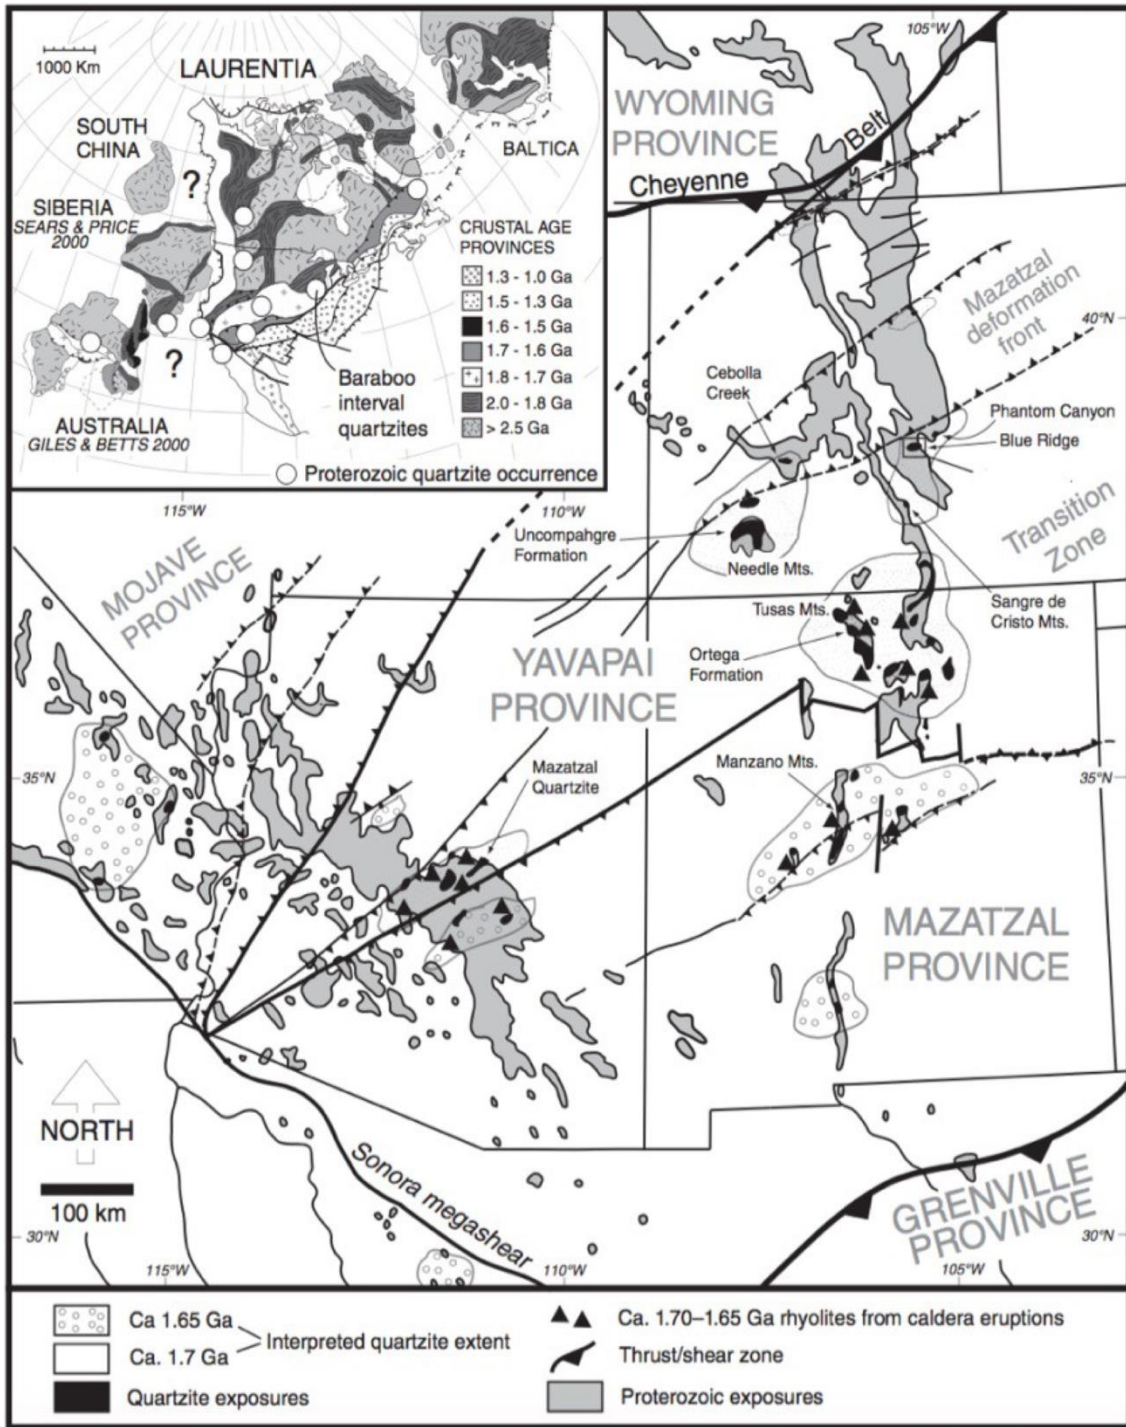 1000 Km
LAURENTIA
SOUTH
CHINA
?
BALTICA
SIBERIA
SEARS & PRICE
2000
CRUSTAL AGE
PROVINCES
1.3 - 1.0 Ga
1.5 - 1.3 Ga
1.6 - 1.5 Ga
1.7 - 1.6 Ga
1.8 - 1.7 Ga
2.0 - 1.8 Ga
> 2.5 Ga
?
Baraboo
interval
quartzites
AUSTRALIA
GILES & BETTS 2000
Proterozoic quartzite occurrence
105°W
WYOMING
PROVINCE
Cheyenne Belt
Mazatzal
deformation
front
40°N
Cebolla
Creek
Phantom Canyon
Blue Ridge
115°W
110°W
Uncompahgre
Formation
Needle Mts.
Transition
Zone
MOJAVE
PROVINCE
Tusas Mts.
Sangre de
Cristo Mts.
Ortega
Formation
YAVAPAI
PROVINCE
Mazatzal
Quartzite
Manzano Mts.
35°N
35°N
MAZATZAL
PROVINCE
NORTH
100 km
Sonora megashear
GRENVILLE
PROVINCE
30°N
30°N
115°W
110°W
105°W
Ca 1.65 Ga
Ca. 1.7 Ga
Interpreted quartzite extent
Quartzite exposures
Ca. 1.70–1.65 Ga rhyolites from caldera eruptions
Thrust/shear zone
Proterozoic exposures